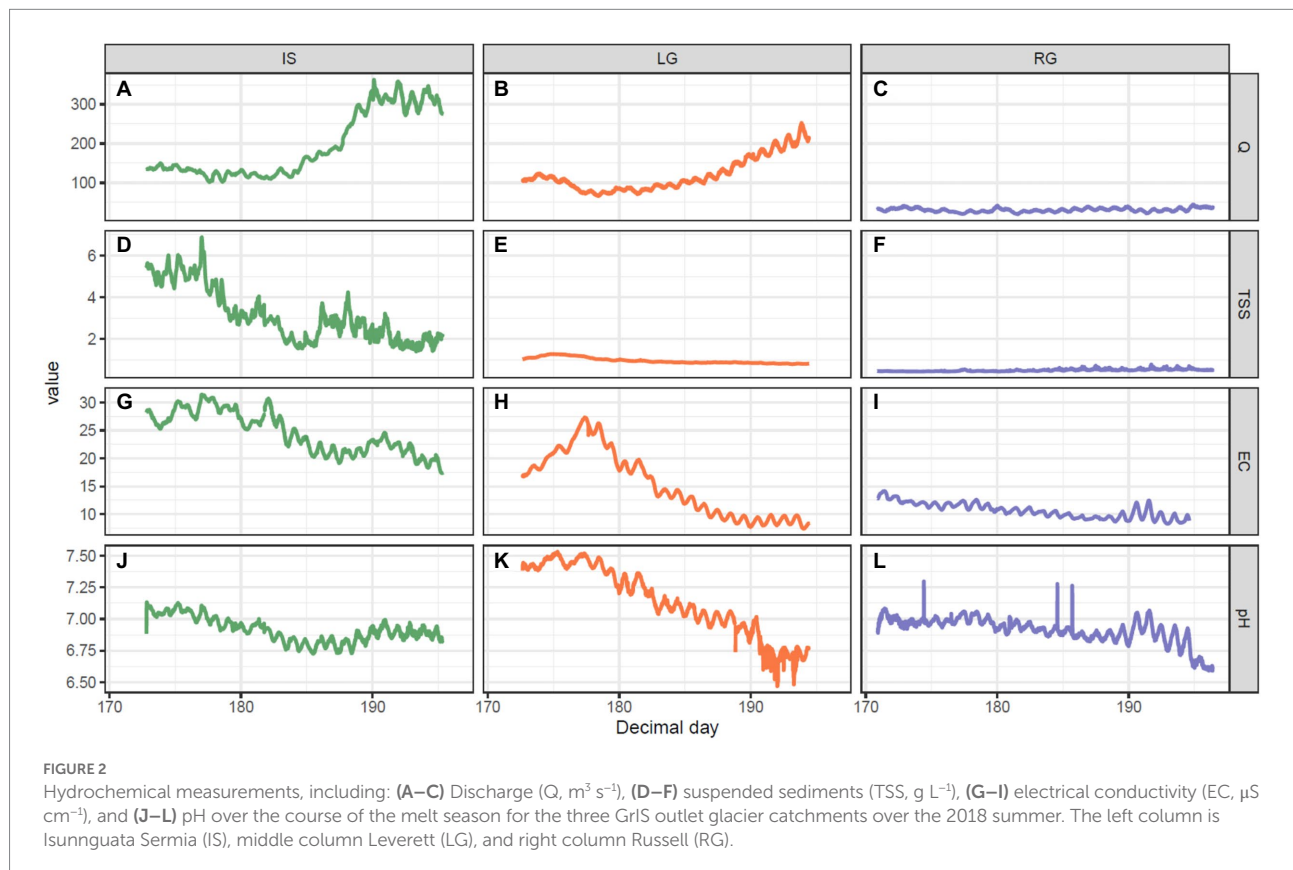 IS LG RG
A B C
300
200
100
Q
D E F
6
4
2
TSS
value
G H I
30
25
20
15
10
EC
J K L
7.50
7.25
7.00
6.75
6.50
pH
170 180 190 170 180 190 170 180 190
Decimal day
FIGURE 2
Hydrochemical measurements, including: (A–C) Discharge (Q, m³ s⁻¹), (D–F) suspended sediments (TSS, g L⁻¹), (G–I) electrical conductivity (EC, μS
cm⁻¹), and (J–L) pH over the course of the melt season for the three GrIS outlet glacier catchments over the 2018 summer. The left column is
Isunnguata Sermia (IS), middle column Leverett (LG), and right column Russell (RG).